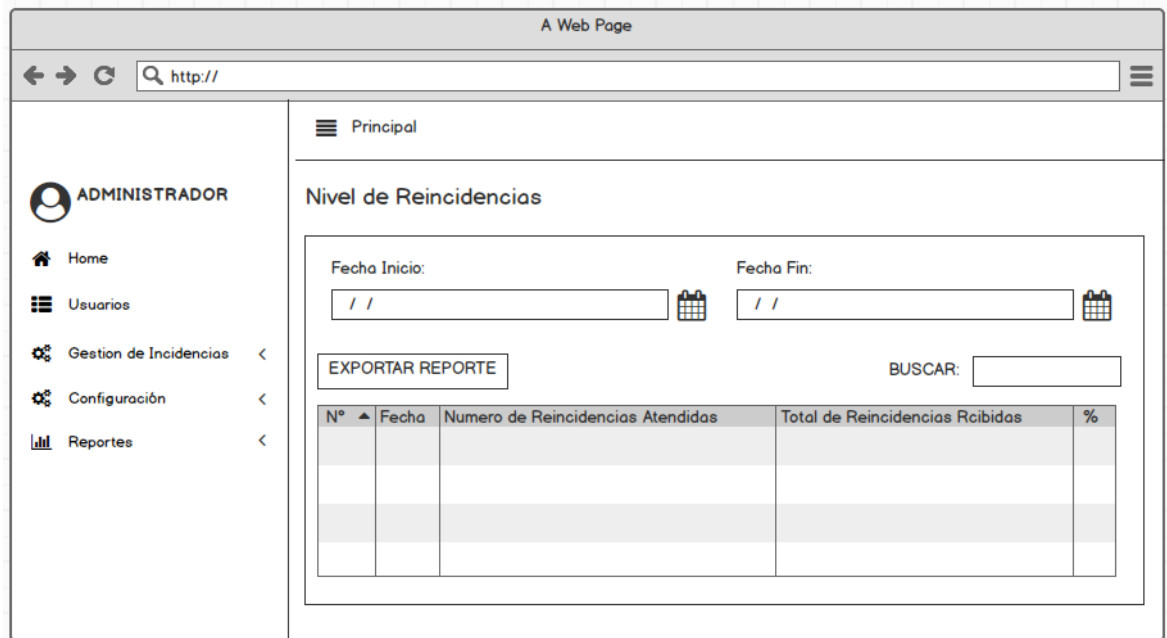 A Web Page
http://
Principal
ADMINISTRADOR
Home
Usuarios
Gestion de Incidencias
Configuración
Reportes
Nivel de Reincidencias
Fecha Inicio: Fecha Fin:
/ / / /
EXPORTAR REPORTE BUSCAR:
N° Fecha Numero de Reincidencias Atendidas Total de Reincidencias Rcibidas %